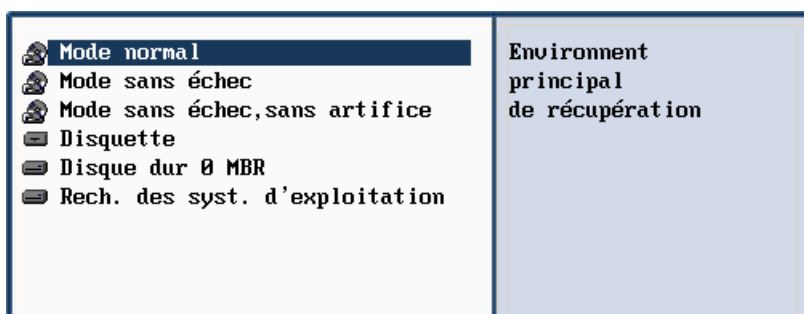 Mode normal
Mode sans échec
Mode sans échec,sans artifice
Disquette
Disque dur 0 MBR
Rech. des syst. d'exploitation
Environnent
principal
de récupération